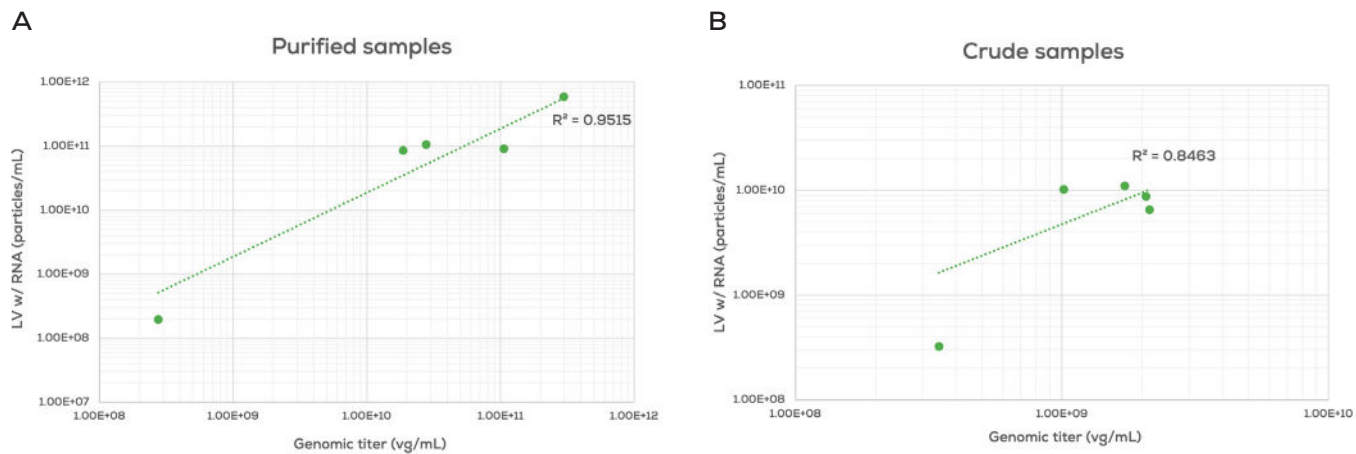 A
Purified samples
1.00E+12
1.00E+11
1.00E+10
1.00E+09
1.00E+08
1.00E+07
LV w/ RNA (particles/mL)
R² = 0.9515
1.00E+08
1.00E+09
1.00E+10
1.00E+11
1.00E+12
Genomic titer (vg/mL)
B
Crude samples
1.00E+11
1.00E+10
1.00E+09
1.00E+08
LV w/ RNA (particles/mL)
R² = 0.8463
1.00E+08
1.00E+09
1.00E+10
Genomic titer (vg/mL)